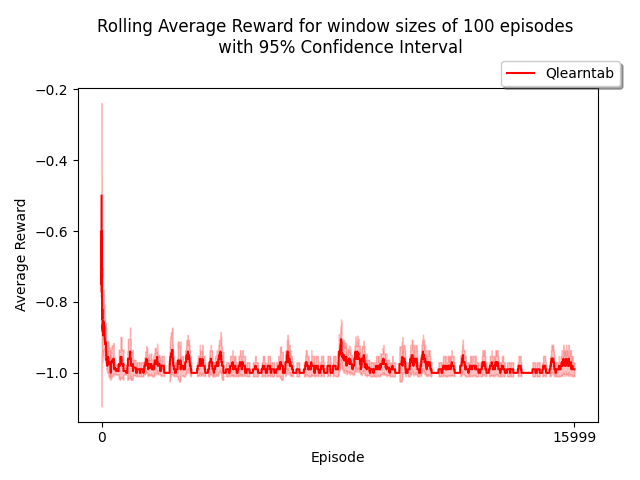 Rolling Average Reward for window sizes of 100 episodes
with 95% Confidence Interval
Qlearntab
−0.2
−0.4
−0.6
−0.8
−1.0
Average Reward
0
15999
Episode